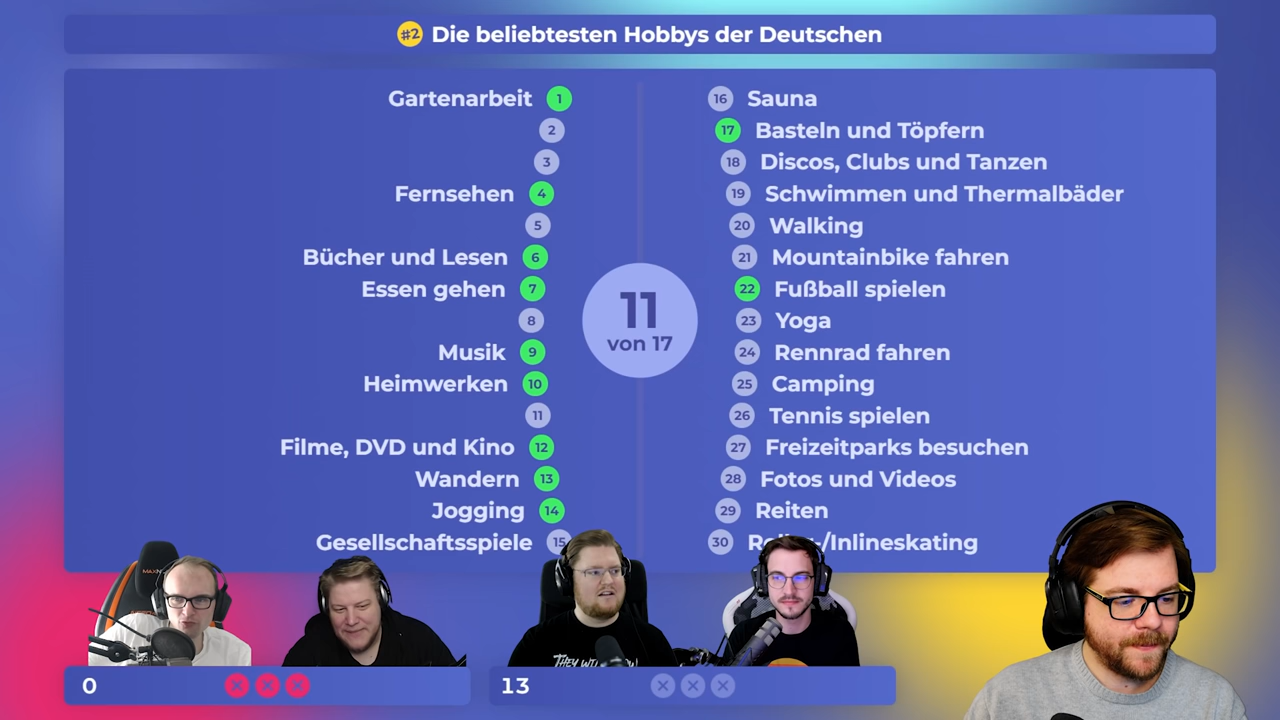 #2 Die beliebtesten Hobbys der Deutschen
Gartenarbeit 1
2
3
Fernsehen 4
5
Bücher und Lesen 6
Essen gehen 7
8
Musik 9
Heimwerken 10
11
Filme, DVD und Kino 12
Wandern 13
Jogging 14
Gesellschaftsspiele 15
11
von 17
16 Sauna
17 Basteln und Töpfern
18 Discos, Clubs und Tanzen
19 Schwimmen und Thermalbäder
20 Walking
21 Mountainbike fahren
22 Fußball spielen
23 Yoga
24 Rennrad fahren
25 Camping
26 Tennis spielen
27 Freizeitparks besuchen
28 Fotos und Videos
29 Reiten
30 /Inlineskating
THEY
0
13